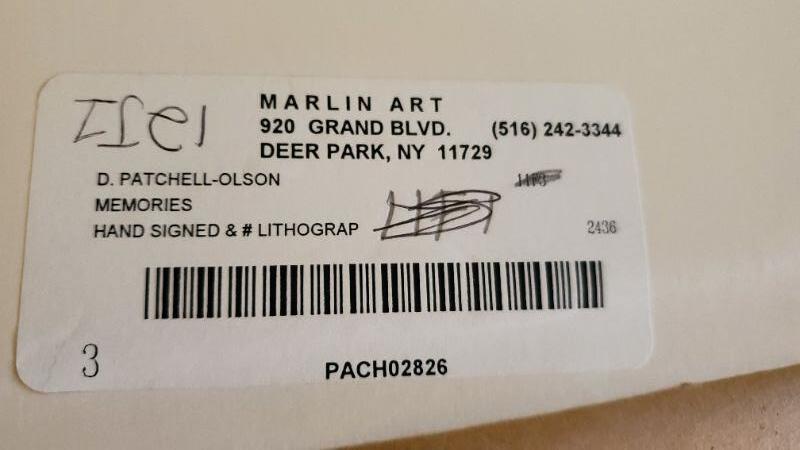 MARLIN ART
920 GRAND BLVD. (516) 242-3344
DEER PARK, NY 11729
D. PATCHELL-OLSON
MEMORIES
HAND SIGNED & # LITHOGRAP
2436
3
PACH02826